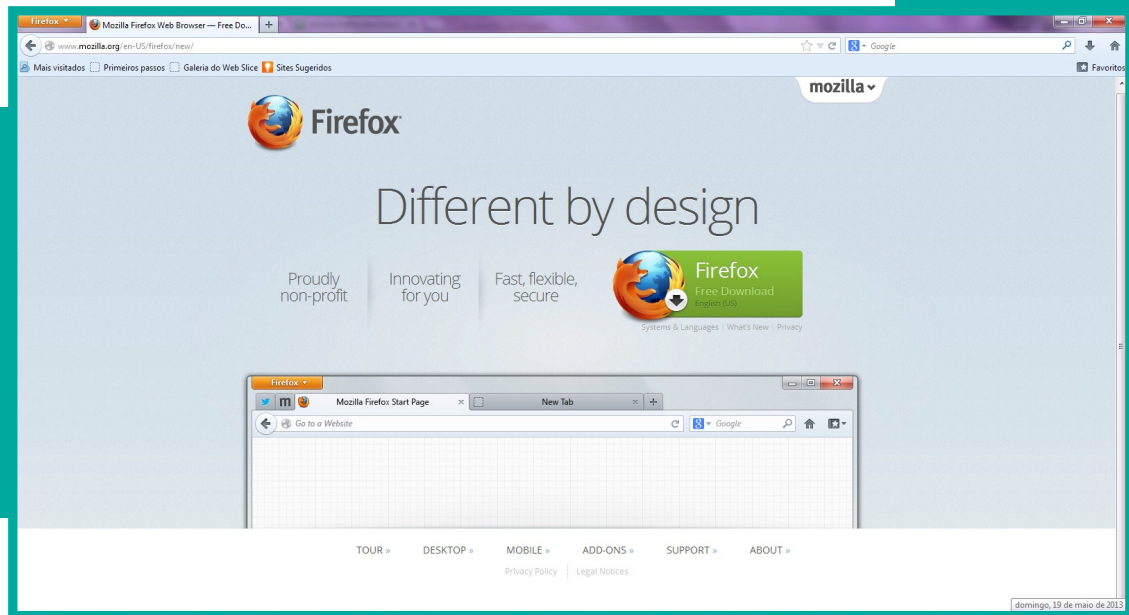 Firefox
Mozilla Firefox Web Browser — Free Do...
www.mozilla.org/en-US/firefox/new/
Google
Mais visitados Primeiros passos Galeria do Web Slice Sites Sugeridos Favoritos
mozilla
Firefox
Different by design
Proudly
non-profit
Innovating
for you
Fast, flexible,
secure
Firefox
Free Download
English (US)
Systems & Languages What's New Privacy
Firefox
m Mozilla Firefox Start Page New Tab
Go to a Website Google
TOUR » DESKTOP » MOBILE » ADD-ONS » SUPPORT » ABOUT »
Privacy Policy Legal Notices
domingo, 19 de maio de 2013